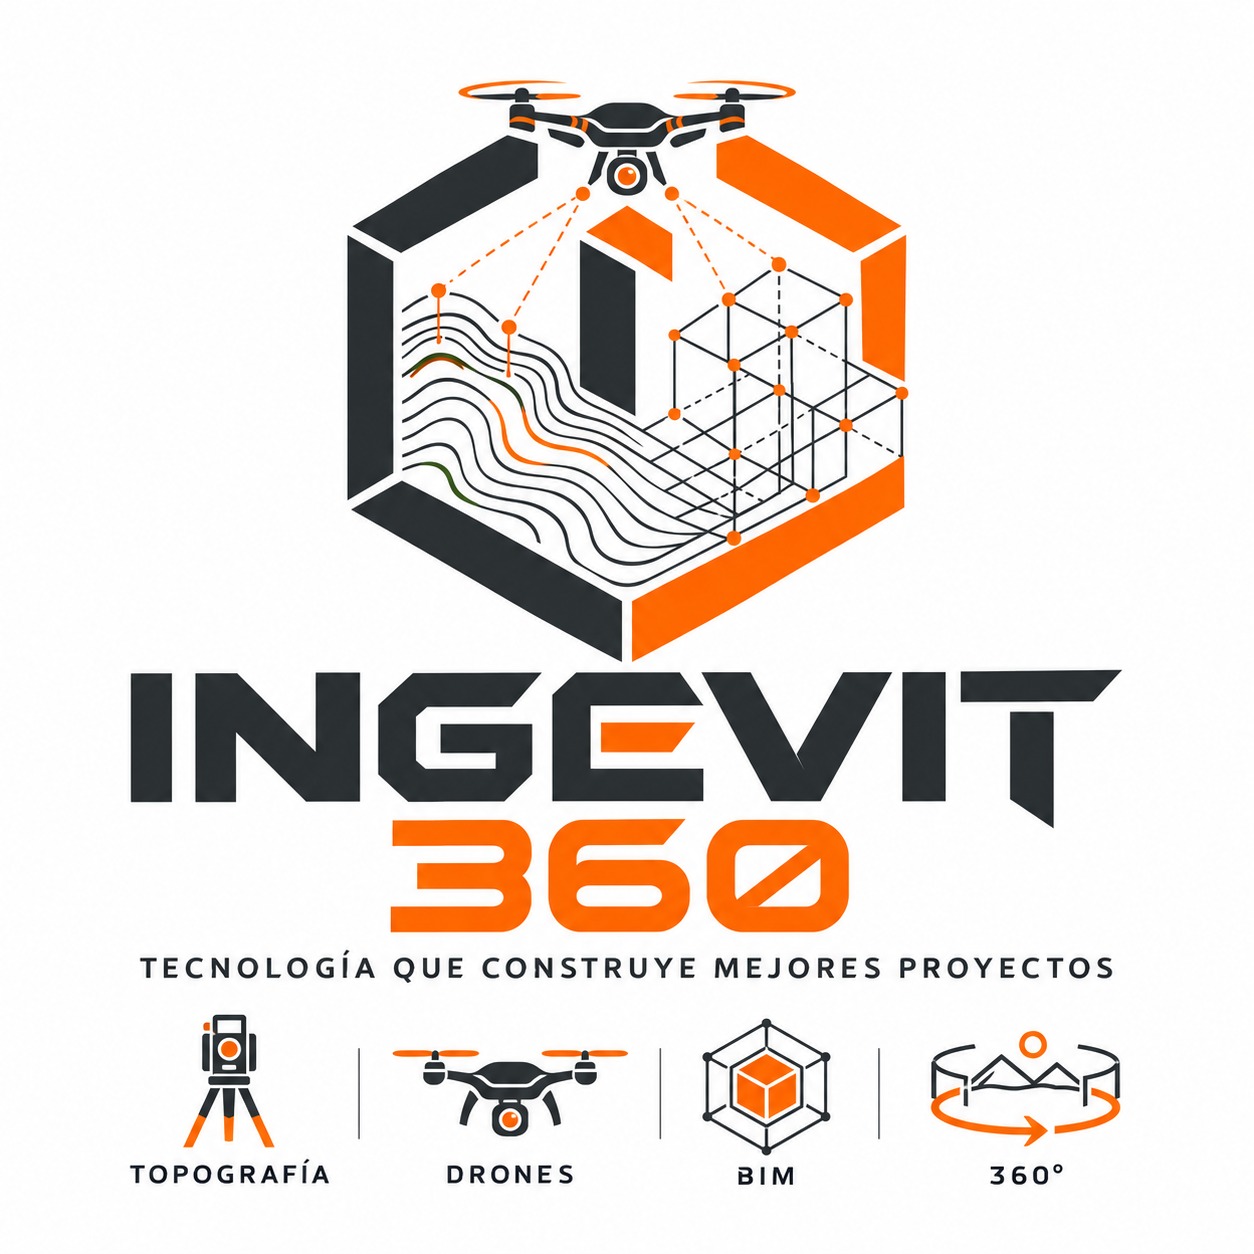 INGEVIT
360
TECNOLOGÍA QUE CONSTRUYE MEJORES PROYECTOS
TOPOGRAFÍA
DRONES
BIM
360°